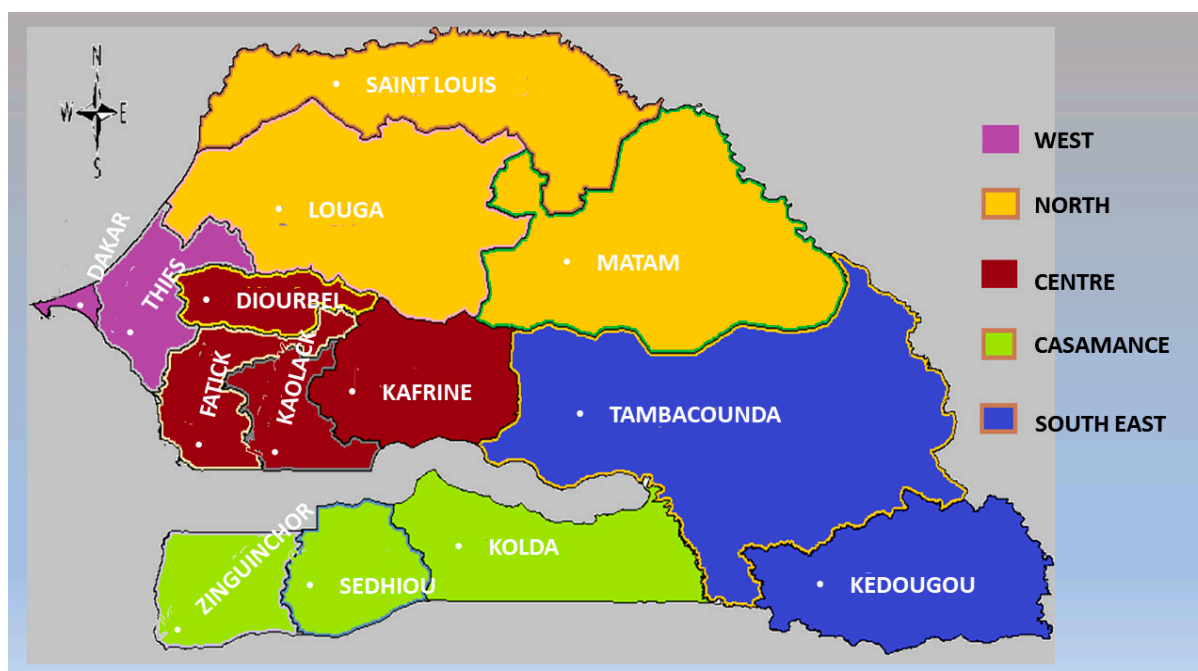 N
W E
S
SAINT LOUIS
LOUGA
MATAM
DAKAR
THIES
DIOURBEL
FATICK
KAOLACK
KAFRINE
TAMBACOUNDA
ZINGUINCHOR
SEDHIOU
KOLDA
KEDOUGOU
WEST
NORTH
CENTRE
CASAMANCE
SOUTH EAST